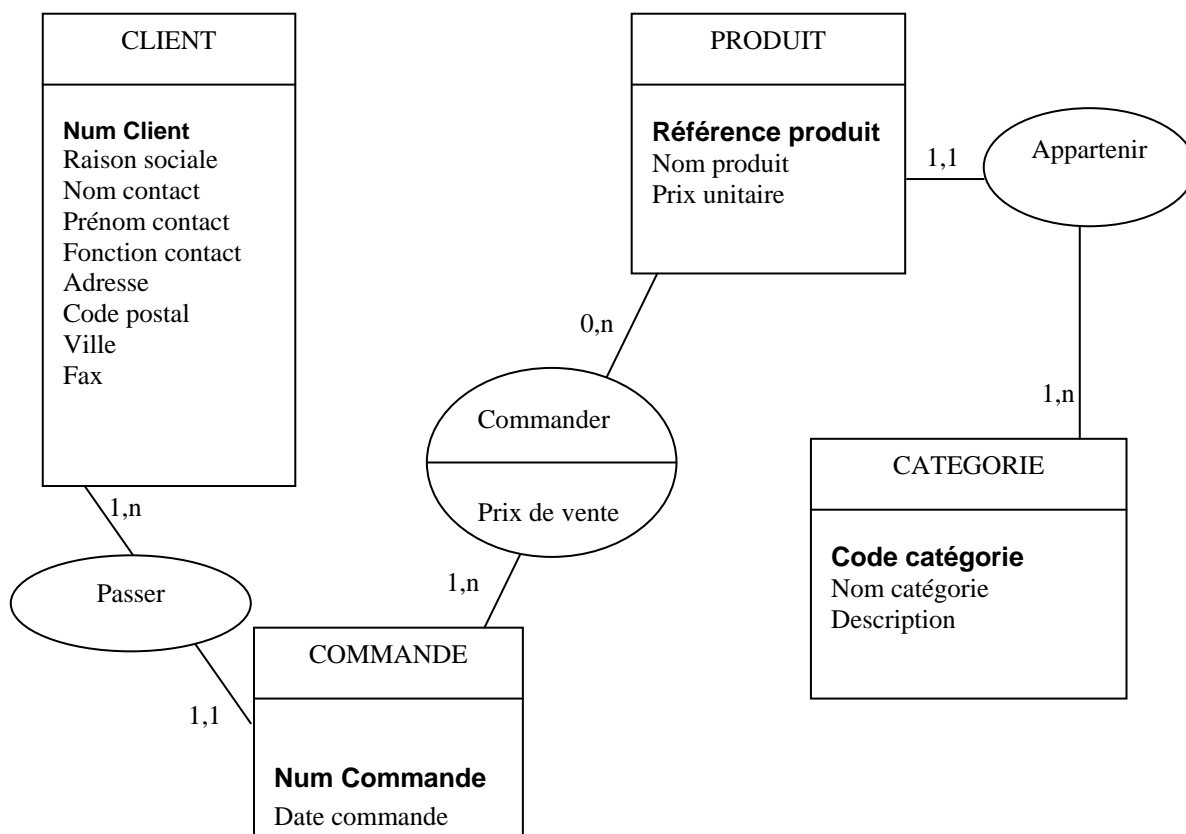 CLIENT
Num Client
Raison sociale
Nom contact
Prénom contact
Fonction contact
Adresse
Code postal
Ville
Fax
PRODUIT
Référence produit
Nom produit
Prix unitaire
1,1
Appartenir
0,n
1,n
Commander
Prix de vente
CATEGORIE
Code catégorie
Nom catégorie
Description
1,n
Passer
1,n
1,1
COMMANDE
Num Commande
Date commande